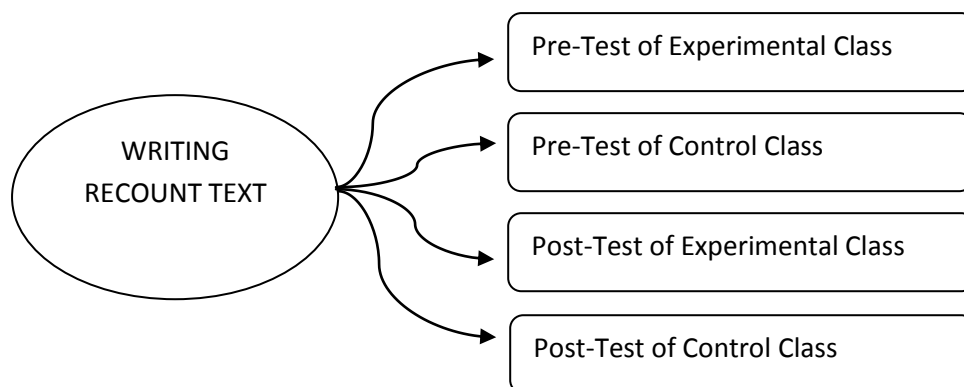 WRITING
RECOUNT TEXT
Pre-Test of Experimental Class
Pre-Test of Control Class
Post-Test of Experimental Class
Post-Test of Control Class